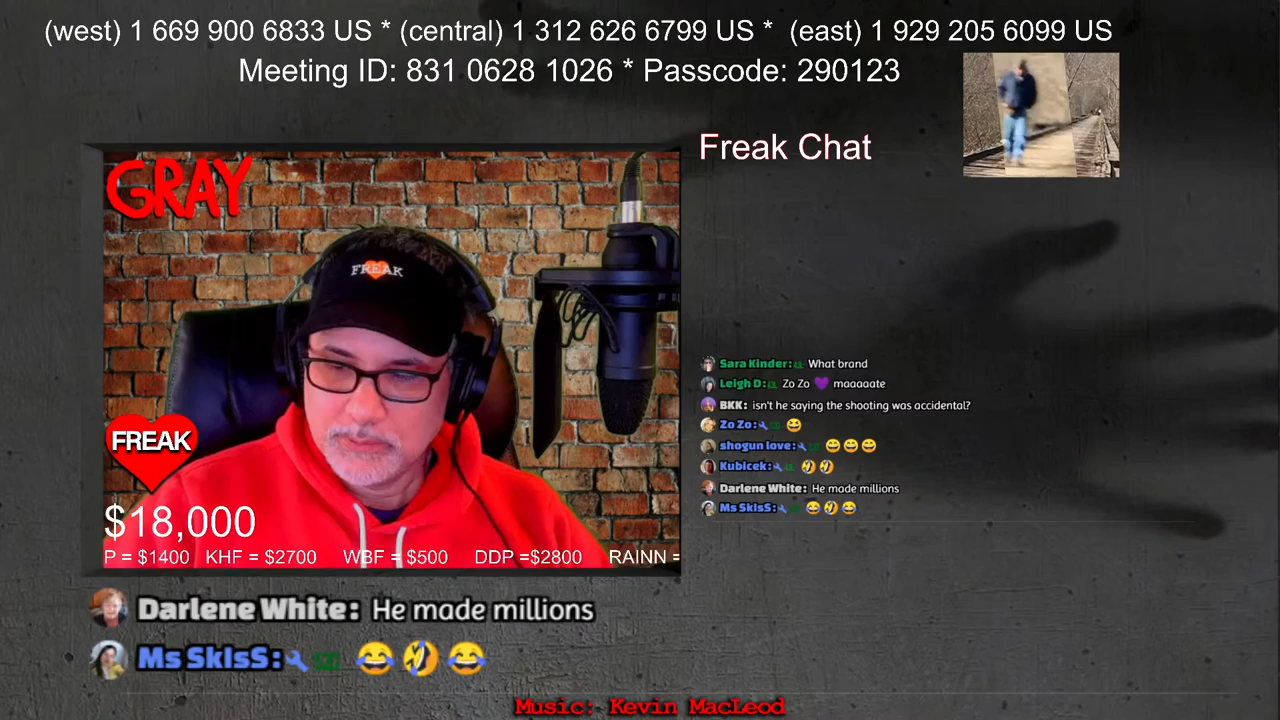 (west) 1 669 900 6833 US * (central) 1 312 626 6799 US * (east) 1 929 205 6099 US
Meeting ID: 831 0628 1026 * Passcode: 290123
Freak Chat
GRAY
FREAK
FREAK
$18,000
P = $1400 KHF = $2700 WBF = $500 DDP =$2800 RAINN =
Sara Kinder: What brand
Leigh D: Zo Zo 💜 maaaaate
BKK: isn't he saying the shooting was accidental?
Zo Zo: 😂
shogun love: 😄😄😄
Kubicek: 🤣🤣
Darlene White: He made millions
Ms SkisS: 😂🤣😂
Darlene White: He made millions
Ms SkisS: 😂🤣😂
Music: Kevin MacLeod